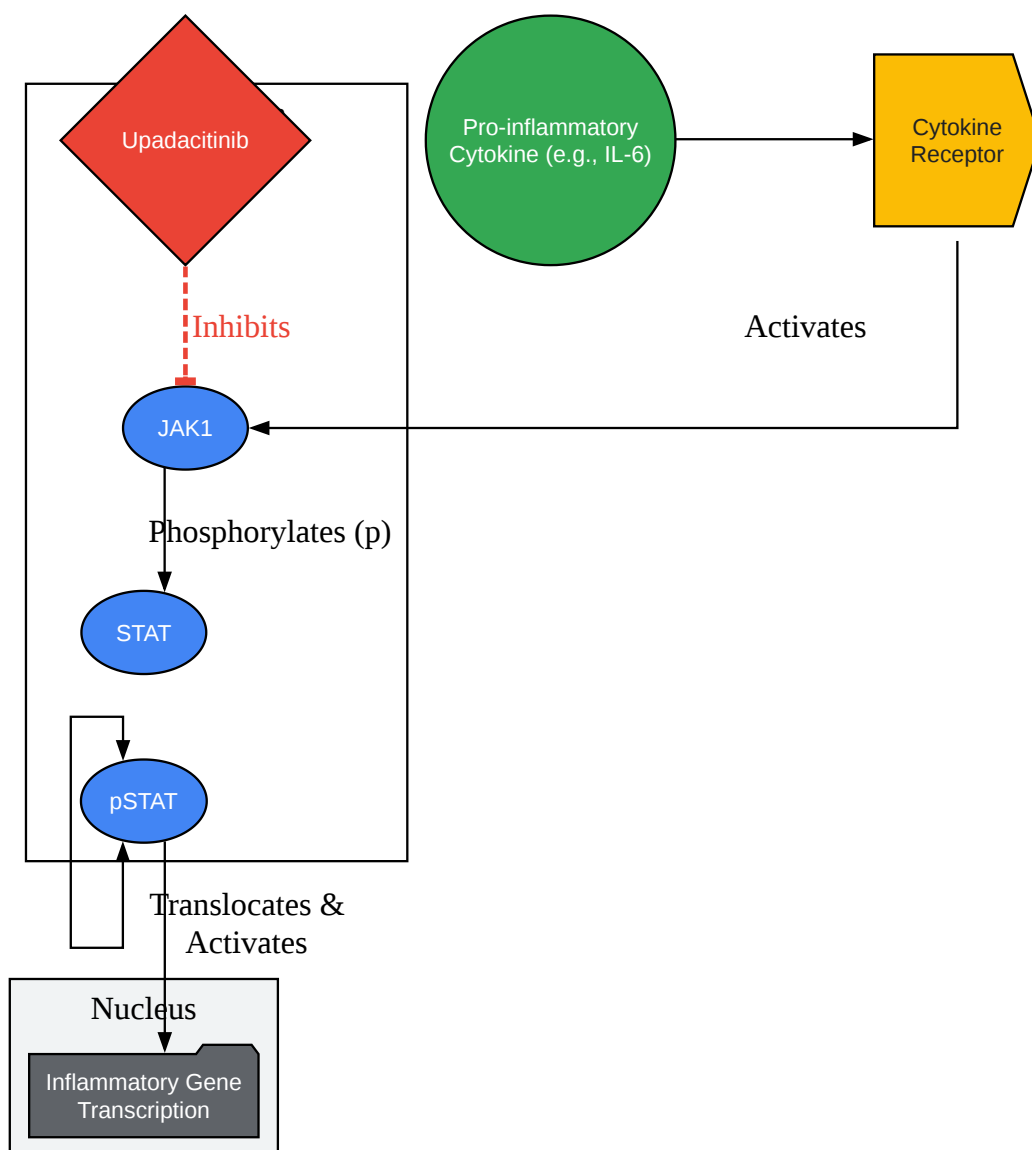 Upadacitinib
Pro-inflammatory
Cytokine (e.g., IL-6)
Cytokine
Receptor
Inhibits
Activates
JAK1
Phosphorylates (p)
STAT
pSTAT
Translocates &
Activates
Nucleus
Inflammatory Gene
Transcription